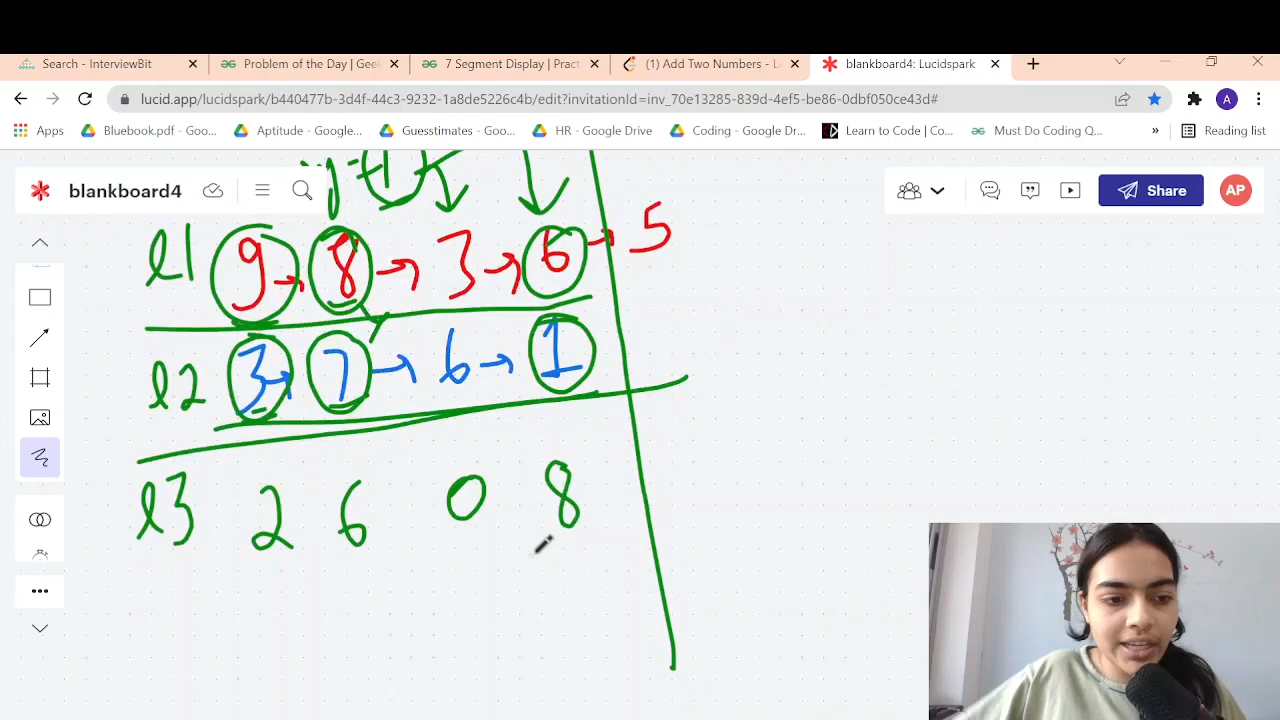 Search - InterviewBit
Problem of the Day | Geek
7 Segment Display | Pract
(1) Add Two Numbers - Le
blankboard4: Lucidspark
lucid.app/lucidspark/b440477b-3d4f-44c3-9232-1a8de5226c4b/edit?invitationId=inv_70e13285-839d-4ef5-be86-0dbf050ce43d#
A
Apps
Bluebook.pdf - Goo...
Aptitude - Google...
Guesstimates - Goo...
HR - Google Drive
Coding - Google Dr...
Learn to Code | Co...
Must Do Coding Q...
»
Reading list
blankboard4
Share
AP
l1 9 → 8 → 3 → 6 → 5
l2 3 → 7 → 6 → 1
l3 2 6 0 8